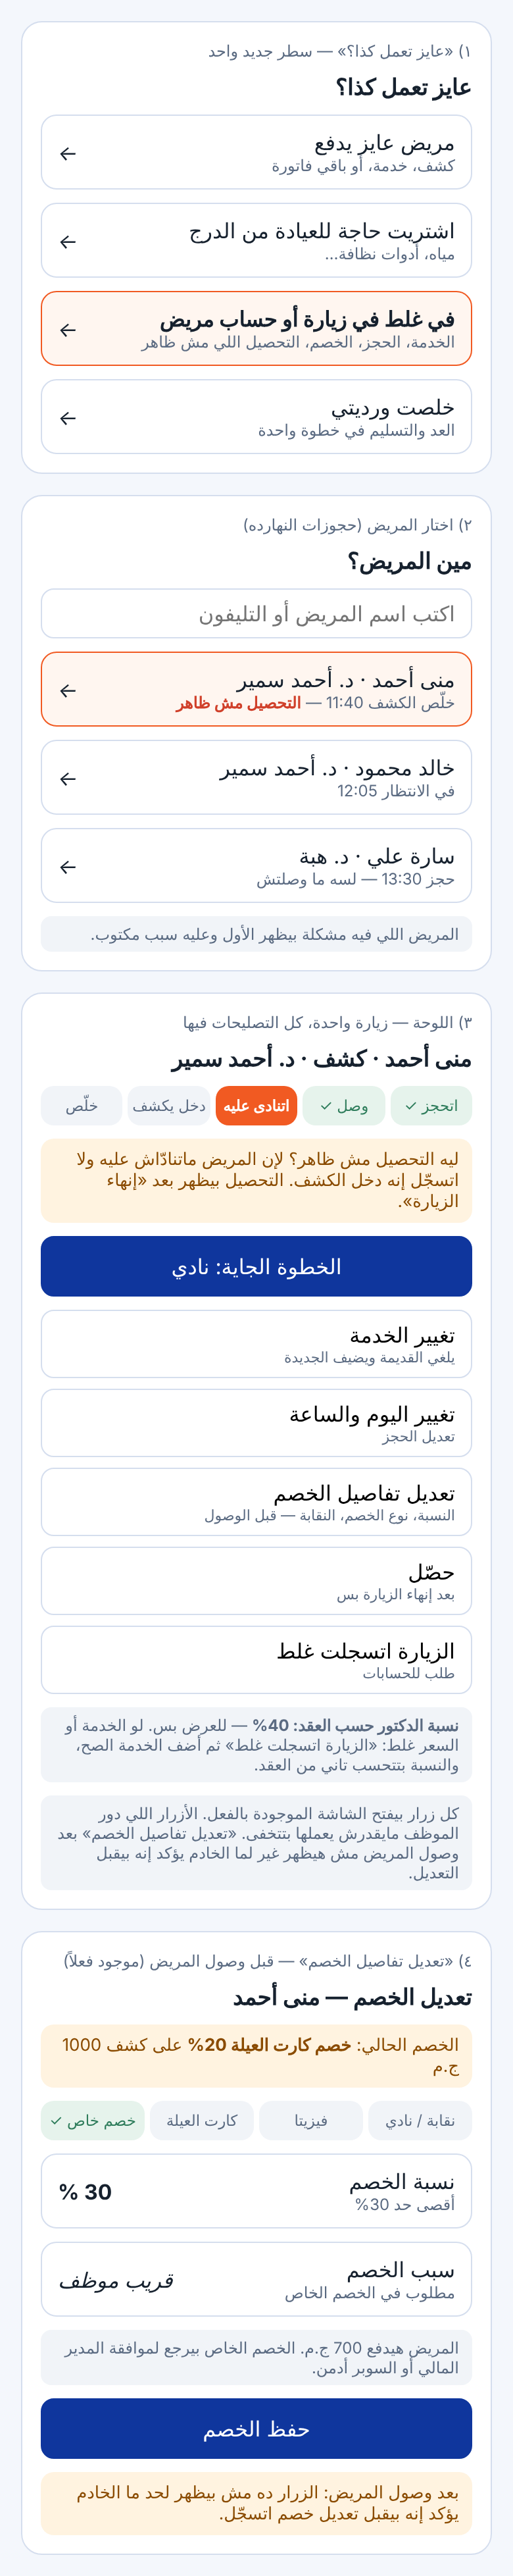 ١) «عايز تعمل كذا؟» — سطر جديد واحد
عايز تعمل كذا؟
مريض عايز يدفع
كشف، خدمة، أو باقي فاتورة
←
اشتريت حاجة للعيادة من الدرج
مياه، أدوات نظافة...
←
في غلط في زيارة أو حساب مريض
الخدمة، الحجز، الخصم، التحصيل اللي مش ظاهر
←
خلصت ورديتي
العد والتسليم في خطوة واحدة
←
٢) اختار المريض (حجوزات النهارده)
مين المريض؟
اكتب اسم المريض أو التليفون
منى أحمد · د. أحمد سمير
خلّص الكشف 11:40 — التحصيل مش ظاهر
←
خالد محمود · د. أحمد سمير
في الانتظار 12:05
←
سارة علي · د. هبة
حجز 13:30 — لسه ما وصلتش
←
المريض اللي فيه مشكلة بيظهر الأول وعليه سبب مكتوب.
٣) اللوحة — زيارة واحدة، كل التصليحات فيها
منى أحمد · كشف · د. أحمد سمير
اتحجز ✓
وصل ✓
اتنادى عليه
دخل يكشف
خلّص
ليه التحصيل مش ظاهر؟ لإن المريض ماتنادّاش عليه ولا
اتسجّل إنه دخل الكشف. التحصيل بيظهر بعد «إنهاء
الزيارة».
الخطوة الجاية: نادي
تغيير الخدمة
يلغي القديمة ويضيف الجديدة
تغيير اليوم والساعة
تعديل الحجز
تعديل تفاصيل الخصم
النسبة، نوع الخصم، النقابة — قبل الوصول
حصّل
بعد إنهاء الزيارة بس
الزيارة اتسجلت غلط
طلب للحسابات
نسبة الدكتور حسب العقد: 40% — للعرض بس. لو الخدمة أو
السعر غلط: «الزيارة اتسجلت غلط» ثم أضف الخدمة الصح،
والنسبة بتتحسب تاني من العقد.
كل زرار بيفتح الشاشة الموجودة بالفعل. الأزرار اللي دور
الموظف مايقدرش يعملها بتتخفى. «تعديل تفاصيل الخصم» بعد
وصول المريض مش هيظهر غير لما الخادم يؤكد إنه بيقبل
التعديل.
٤) «تعديل تفاصيل الخصم» — قبل وصول المريض (موجود فعلاً)
تعديل الخصم — منى أحمد
الخصم الحالي: خصم كارت العيلة 20% على كشف 1000
ج.م
نقابة / نادي
فيزيتا
كارت العيلة
خصم خاص ✓
نسبة الخصم
أقصى حد 30%
30 %
سبب الخصم
مطلوب في الخصم الخاص
قريب موظف
المريض هيدفع 700 ج.م. الخصم الخاص بيرجع لموافقة المدير
المالي أو السوبر أدمن.
حفظ الخصم
بعد وصول المريض: الزرار ده مش بيظهر لحد ما الخادم
يؤكد إنه بيقبل تعديل خصم اتسجّل.